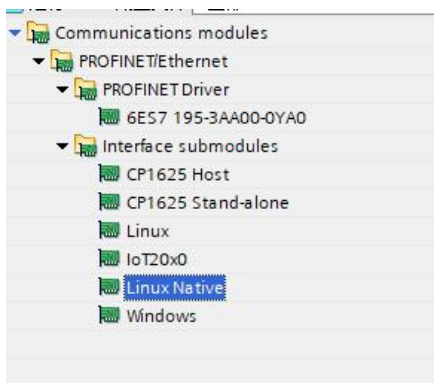 Communications modules
PROFINET/Ethernet
PROFINET Driver
6ES7 195-3AA00-0YA0
Interface submodules
CP1625 Host
CP1625 Stand-alone
Linux
IoT20x0
Linux Native
Windows